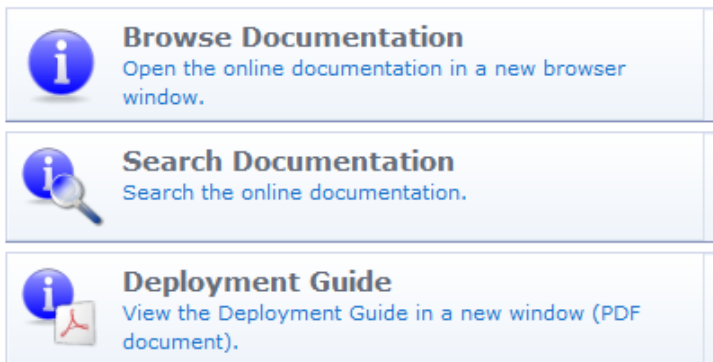 Browse Documentation
Open the online documentation in a new browser
window.
Search Documentation
Search the online documentation.
Deployment Guide
View the Deployment Guide in a new window (PDF
document).